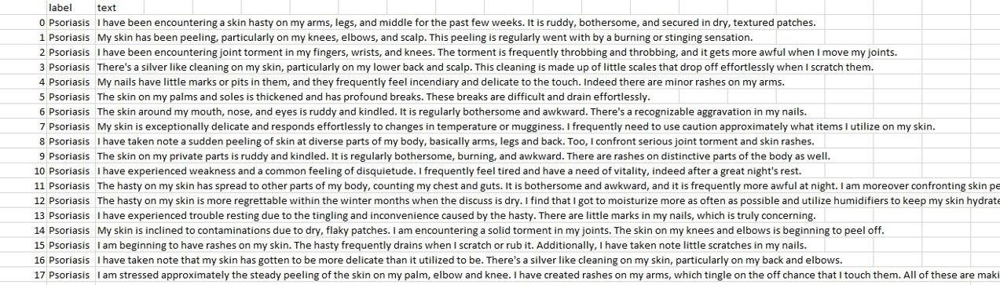 label text
0 Psoriasis I have been encountering a skin hasty on my arms, legs, and middle for the past few weeks. It is ruddy, bothersome, and secured in dry, textured patches.
1 Psoriasis My skin has been peeling, particularly on my knees, elbows, and scalp. This peeling is regularly went with by a burning or stinging sensation.
2 Psoriasis I have been encountering joint torment in my fingers, wrists, and knees. The torment is frequently throbbing and throbbing, and it gets more awful when I move my joints.
3 Psoriasis There's a silver like cleaning on my skin, particularly on my lower back and scalp. This cleaning is made up of little scales that drop off effortlessly when I scratch them.
4 Psoriasis My nails have little marks or pits in them, and they frequently feel incendiary and delicate to the touch. Indeed there are minor rashes on my arms.
5 Psoriasis The skin on my palms and soles is thickened and has profound breaks. These breaks are difficult and drain effortlessly.
6 Psoriasis The skin around my mouth, nose, and eyes is ruddy and kindled. It is regularly bothersome and awkward. There's a recognizable aggravation in my nails.
7 Psoriasis My skin is exceptionally delicate and responds effortlessly to changes in temperature or mugginess. I frequently need to use caution approximately what items I utilize on my skin.
8 Psoriasis I have taken note a sudden peeling of skin at diverse parts of my body, basically arms, legs and back. Too, I confront serious joint torment and skin rashes.
9 Psoriasis The skin on my private parts is ruddy and kindled. It is regularly bothersome, burning, and awkward. There are rashes on distinctive parts of the body as well.
10 Psoriasis I have experienced weakness and a common feeling of disquietude. I frequently feel tired and have a need of vitality, indeed after a great night's rest.
11 Psoriasis The hasty on my skin has spread to other parts of my body, counting my chest and guts. It is bothersome and awkward, and it is frequently more awful at night. I am moreover confronting skin pe
12 Psoriasis The hasty on my skin is more regrettable within the winter months when the discuss is dry. I find that I got to moisturize more as often as possible and utilize humidifiers to keep my skin hydrate
13 Psoriasis I have experienced trouble resting due to the tingling and inconvenience caused by the hasty. There are little marks in my nails, which is truly concerning.
14 Psoriasis My skin is inclined to contaminations due to dry, flaky patches. I am encountering a solid torment in my joints. The skin on my knees and elbows is beginning to peel off.
15 Psoriasis I am beginning to have rashes on my skin. The hasty frequently drains when I scratch or rub it. Additionally, I have taken note little scratches in my nails.
16 Psoriasis I have taken note that my skin has gotten to be more delicate than it utilized to be. There's a silver like cleaning on my skin, particularly on my back and elbows.
17 Psoriasis I am stressed approximately the steady peeling of the skin on my palm, elbow and knee. I have created rashes on my arms, which tingle on the off chance that I touch them. All of these are maki